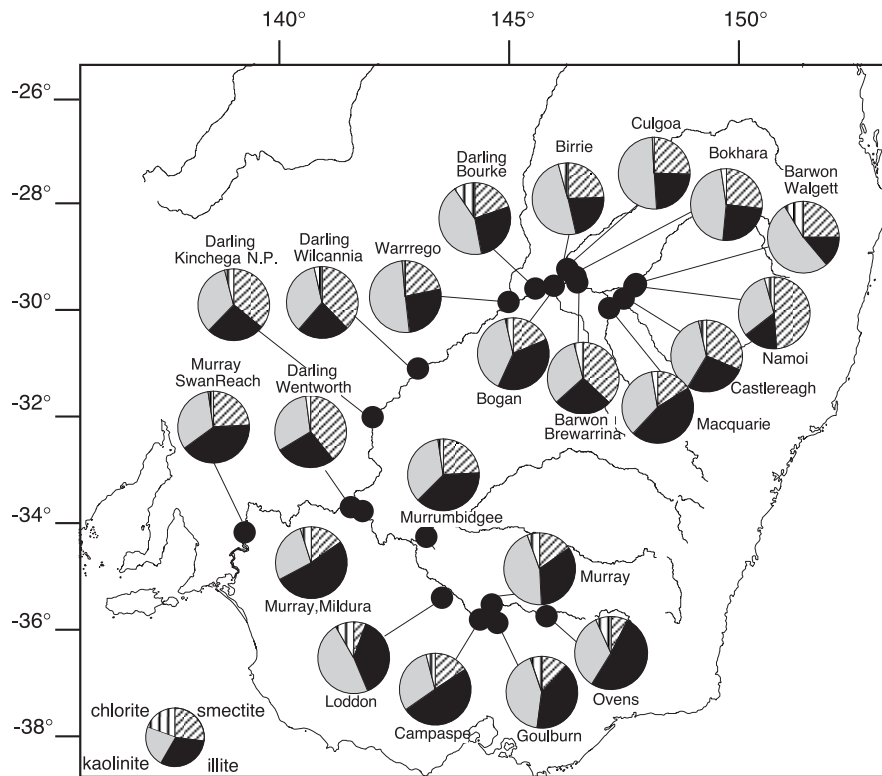 140°
145°
150°
-26°
-28°
-30°
-32°
-34°
-36°
-38°
Culgoa
Birrie
Bokhara
Darling
Bourke
Barwon
Walgett
Darling
Kinchega N.P.
Darling
Wilcannia
Warrrego
Namoi
Castlereagh
Bogan
Barwon
Brewarrina
Macquarie
Murray
SwanReach
Darling
Wentworth
Murrumbidgee
Murray
Murray,Mildura
Loddon
Campaspe
Goulburn
Ovens
chlorite
smectite
kaolinite
illite